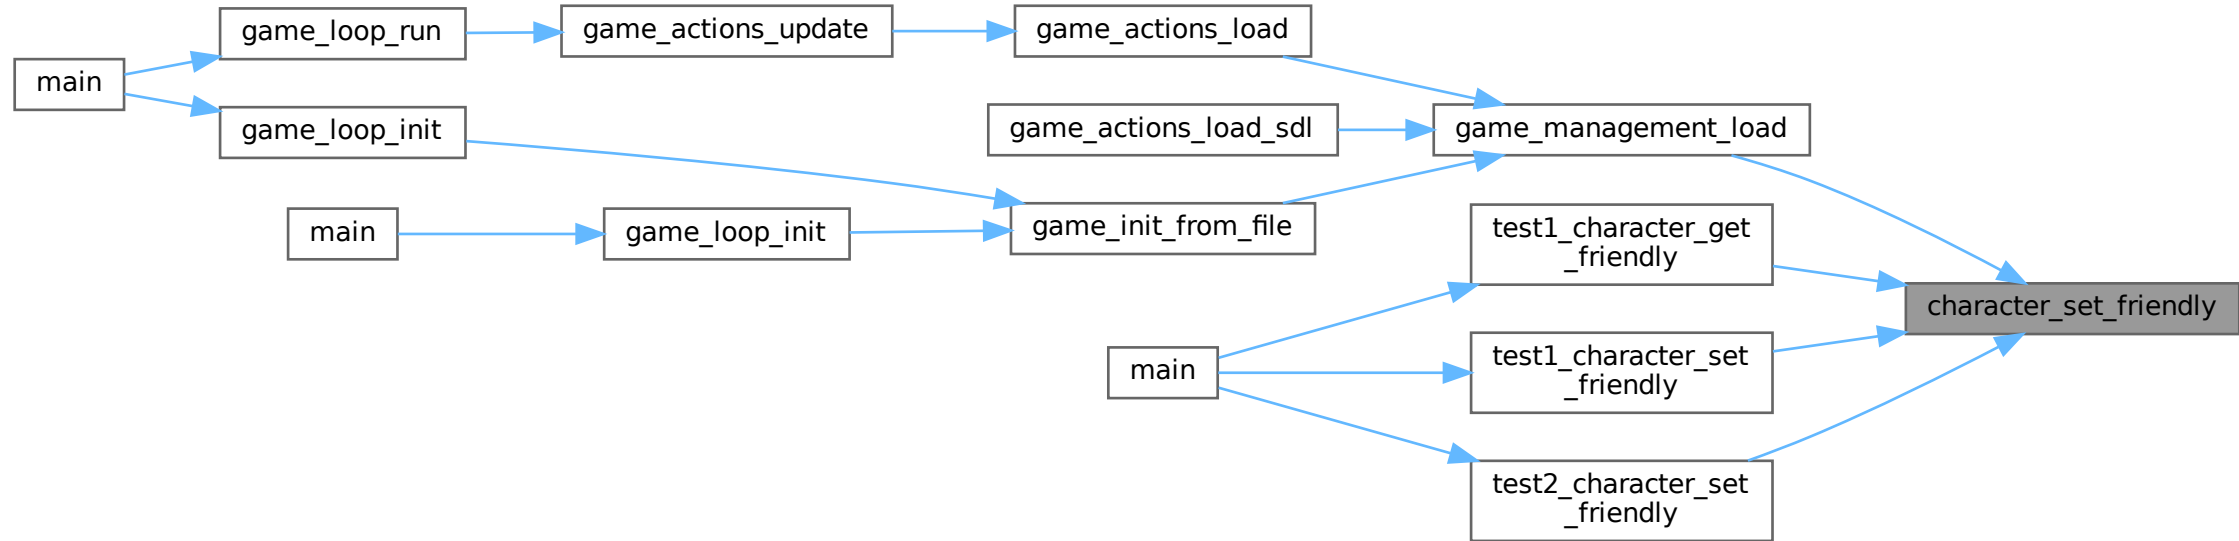 game_loop_run
game_actions_update
game_actions_load
main
game_loop_init
game_actions_load_sdl
game_management_load
main
game_loop_init
game_init_from_file
test1_character_get
_friendly
character_set_friendly
main
test1_character_set
_friendly
test2_character_set
_friendly